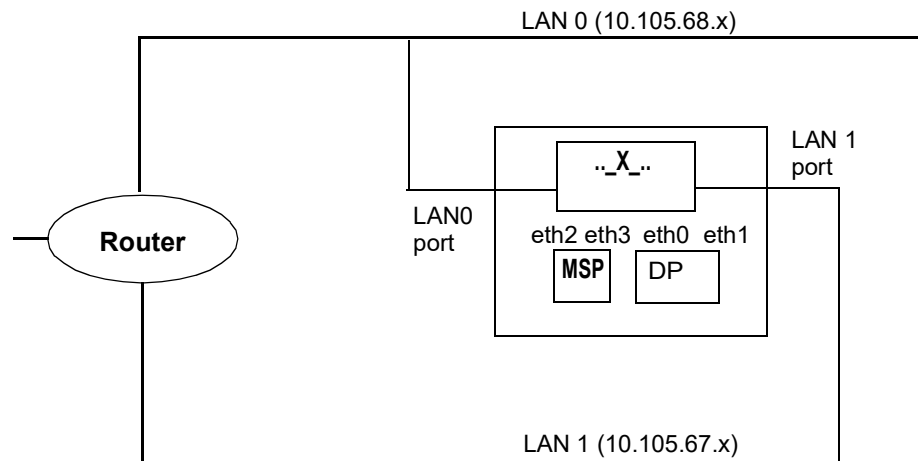 LAN 0 (10.105.68.x)
LAN 1
port
.._X_..
LAN0
port
Router
eth2 eth3 eth0 eth1
MSP
DP
LAN 1 (10.105.67.x)